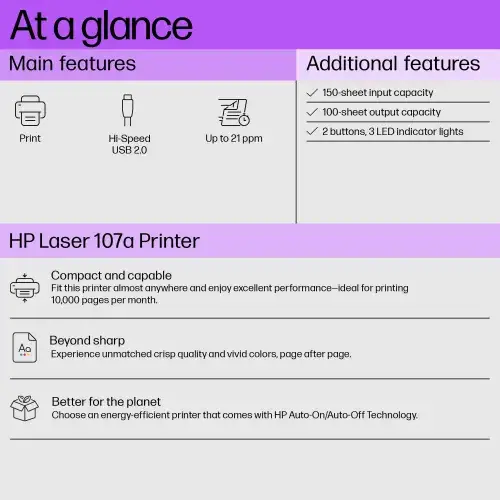 At a glance
Main features
Additional features
Print
Hi-Speed
USB 2.0
Up to 21 ppm
150-sheet input capacity
100-sheet output capacity
2 buttons, 3 LED indicator lights
HP Laser 107a Printer
Compact and capable
Fit this printer almost anywhere and enjoy excellent performance—ideal for printing
10,000 pages per month.
Aa
Beyond sharp
Experience unmatched crisp quality and vivid colors, page after page.
Better for the planet
Choose an energy-efficient printer that comes with HP Auto-On/Auto-Off Technology.